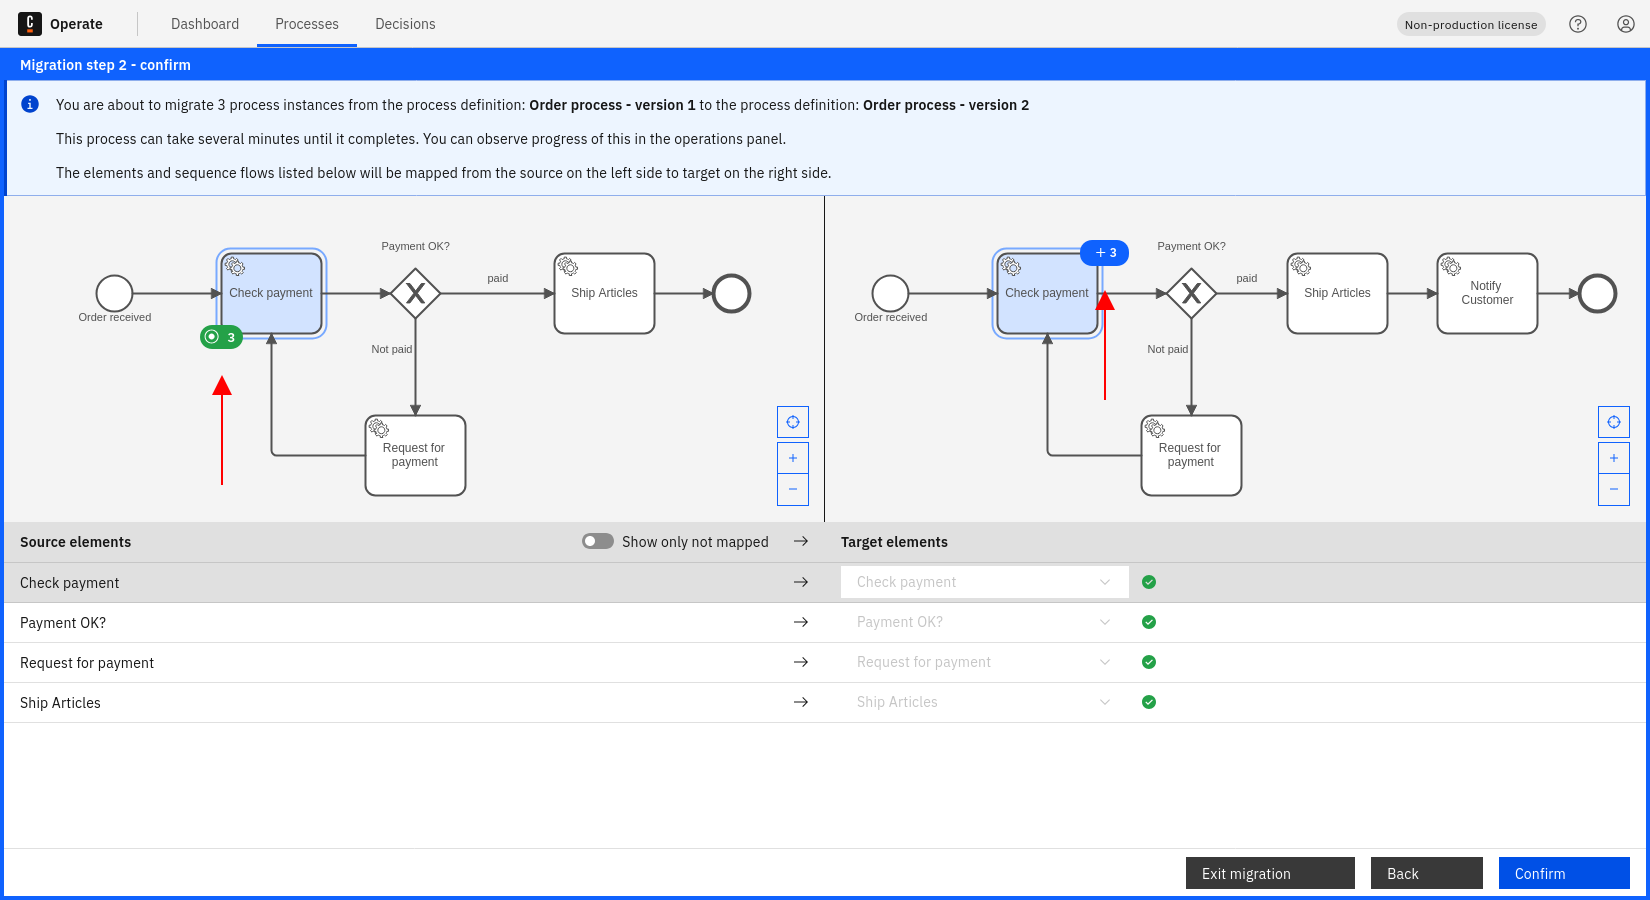 Operate
Dashboard
Processes
Decisions
Non-production license
Migration step 2 - confirm
You are about to migrate 3 process instances from the process definition: Order process - version 1 to the process definition: Order process - version 2
This process can take several minutes until it completes. You can observe progress of this in the operations panel.
The elements and sequence flows listed below will be mapped from the source on the left side to target on the right side.
Order received
Check payment
3
Payment OK?
paid
Not paid
Ship Articles
Request for
payment
Order received
Check payment
+ 3
Payment OK?
paid
Not paid
Ship Articles
Notify
Customer
Request for
payment
Source elements
Show only not mapped
Target elements
Check payment
Check payment
Payment OK?
Payment OK?
Request for payment
Request for payment
Ship Articles
Ship Articles
Exit migration
Back
Confirm